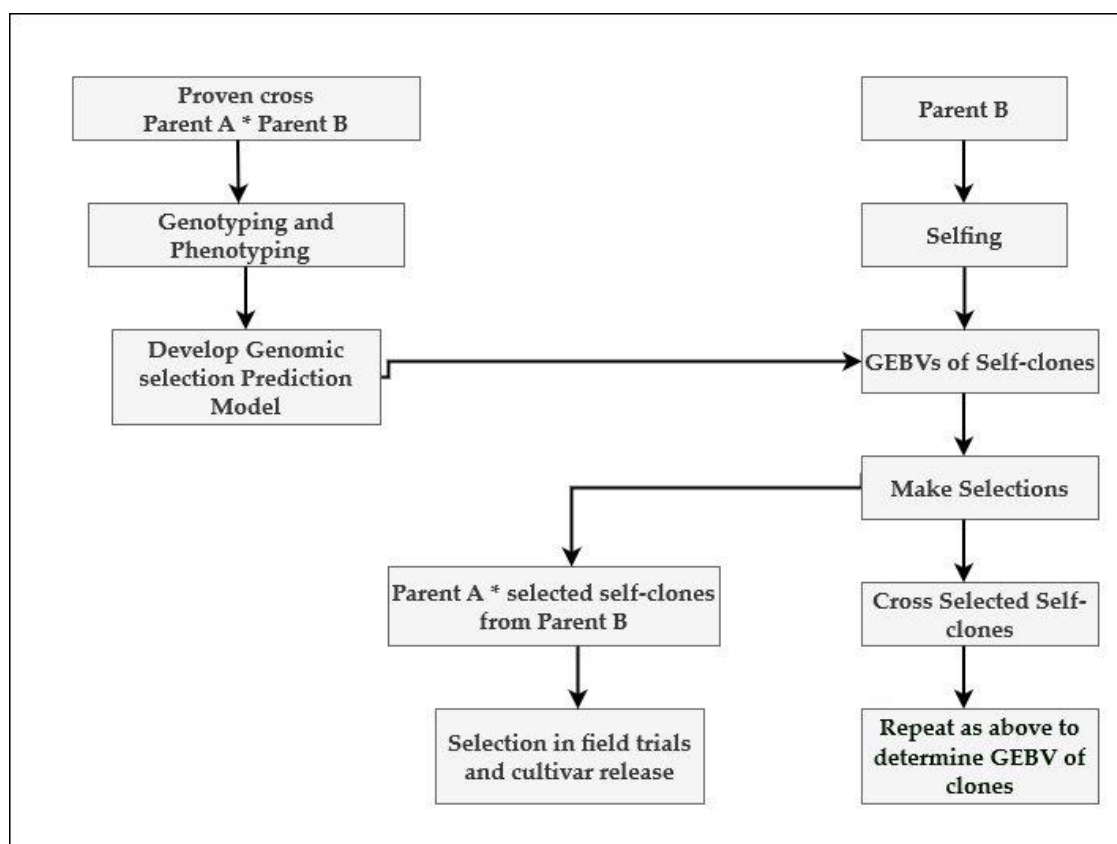 Proven cross
Parent A * Parent B
Genotyping and
Phenotyping
Develop Genomic
selection Prediction
Model
Parent B
Selfing
GEBVs of Self-clones
Make Selections
Parent A * selected self-clones
from Parent B
Selection in field trials
and cultivar release
Cross Selected Self-
clones
Repeat as above to
determine GEBV of
clones